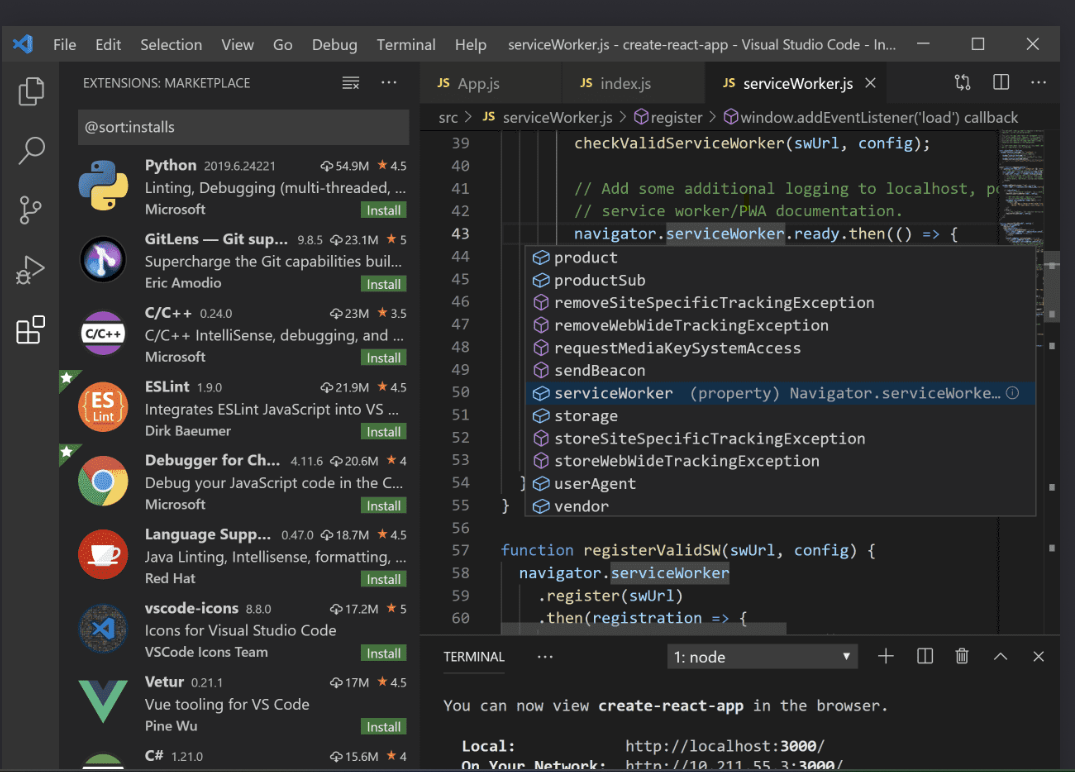 File Edit Selection View Go Debug Terminal Help serviceWorker.js - create-react-app - Visual Studio Code - In...
EXTENSIONS: MARKETPLACE
@sort:installs
Python 2019.6.24221 54.9M ★ 4.5
Linting, Debugging (multi-threaded, ...
Microsoft Install
GitLens — Git sup... 9.8.5 23.1M ★ 5
Supercharge the Git capabilities buil...
Eric Amodio Install
C/C++
C/C++ 0.24.0 23M ★ 3.5
C/C++ IntelliSense, debugging, and ...
Microsoft Install
ES
Lint
ESLint 1.9.0 21.9M ★ 4.5
Integrates ESLint JavaScript into VS ...
Dirk Baeumer Install
Debugger for Ch... 4.11.6 20.6M ★ 4
Debug your JavaScript code in the C...
Microsoft Install
Language Supp... 0.47.0 18.7M ★ 4.5
Java Linting, Intellisense, formatting, ...
Red Hat Install
vscode-icons 8.8.0 17.2M ★ 5
Icons for Visual Studio Code
VSCode Icons Team Install
Vetur 0.21.1 17M ★ 4.5
Vue tooling for VS Code
Pine Wu Install
C# 1.21.0 15.6M ★ 4
JS App.js JS index.js JS serviceWorker.js
src > JS serviceWorker.js > register > window.addEventListener('load') callback
39 checkValidServiceWorker(swUrl, config);
40
41 // Add some additional logging to localhost, po
42 // service worker/PWA documentation.
43 navigator.serviceWorker.ready.then(() => {
44 product
45 productSub
46 removeSiteSpecificTrackingException
47 removeWebWideTrackingException
48 requestMediaKeySystemAccess
49 sendBeacon
50 serviceWorker (property) Navigator.serviceWorke...
51 storage
52 storeSiteSpecificTrackingException
53 storeWebWideTrackingException
54 } userAgent
55 } vendor
56
57 function registerValidSW(swUrl, config) {
58 navigator.serviceWorker
59 .register(swUrl)
60 .then(registration => {
TERMINAL ... 1: node
You can now view create-react-app in the browser.
Local: http://localhost:3000/
On Your Network: http://10.211.55.3:3000/